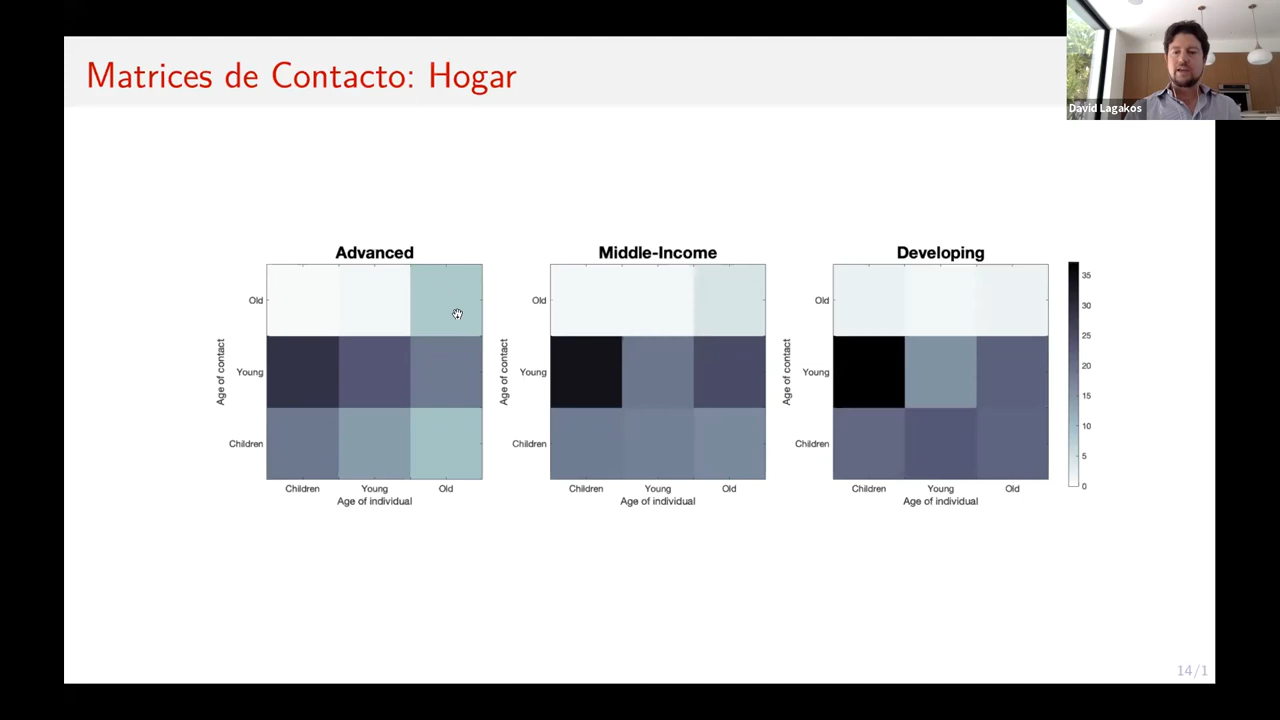 Matrices de Contacto: Hogar
David Lagakos
Advanced
Old
Young
Children
Age of contact
Children Young Old
Age of individual
Middle-Income
Old
Young
Children
Age of contact
Children Young Old
Age of individual
Developing
Old
Young
Children
Age of contact
Children Young Old
Age of individual
35
30
25
20
15
10
5
0
14/1